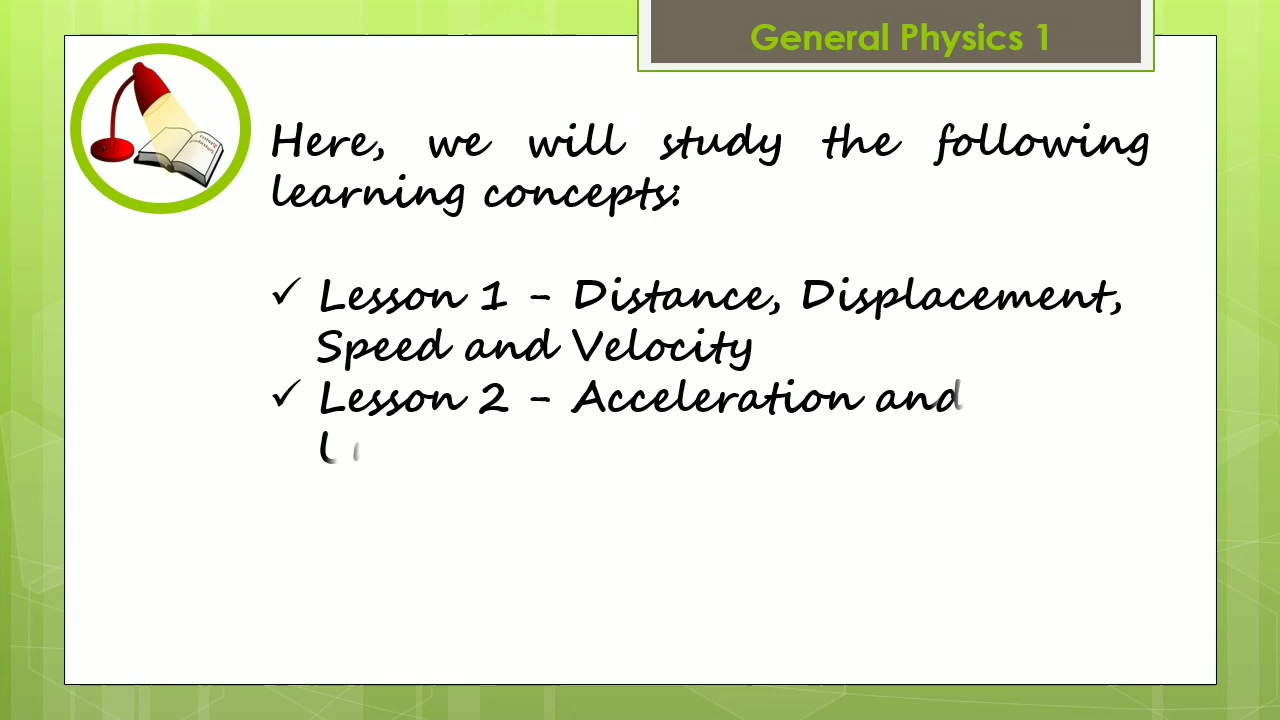 General Physics 1
Here, we will study the following
learning concepts:
✓ Lesson 1 - Distance, Displacement,
Speed and Velocity
✓ Lesson 2 - Acceleration and